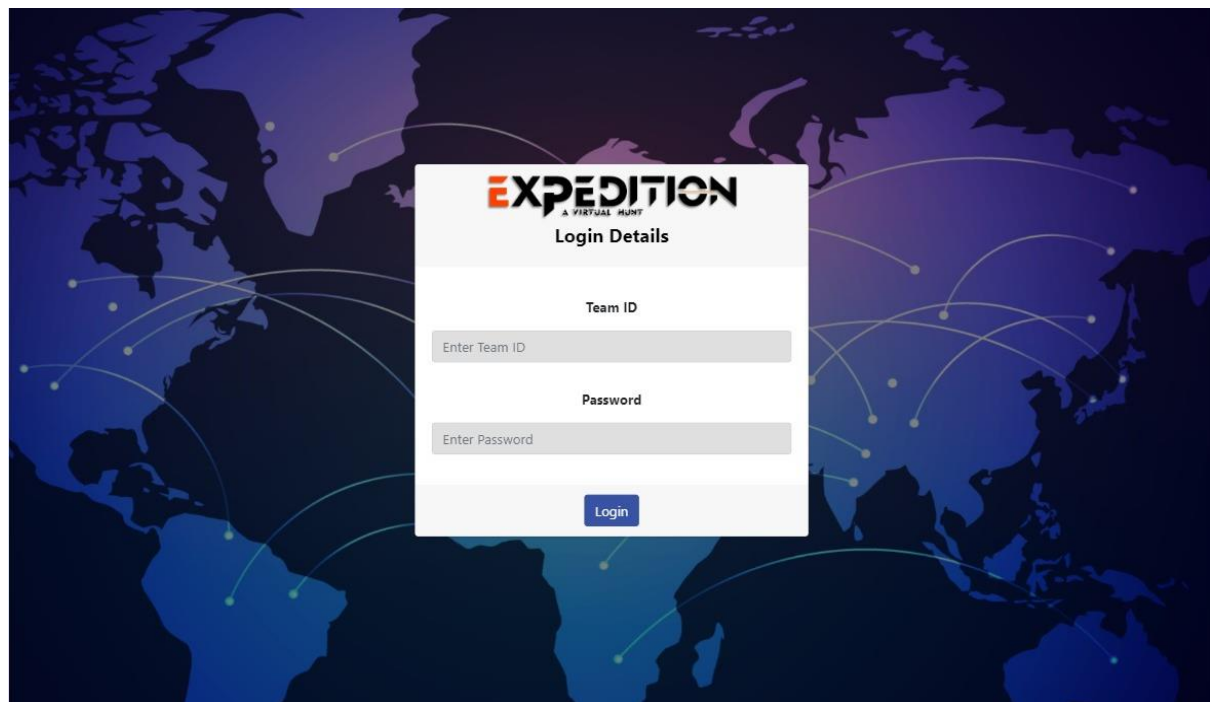 EXPEDITION
A VIRTUAL HUNT
Login Details
Team ID
Enter Team ID
Password
Enter Password
Login